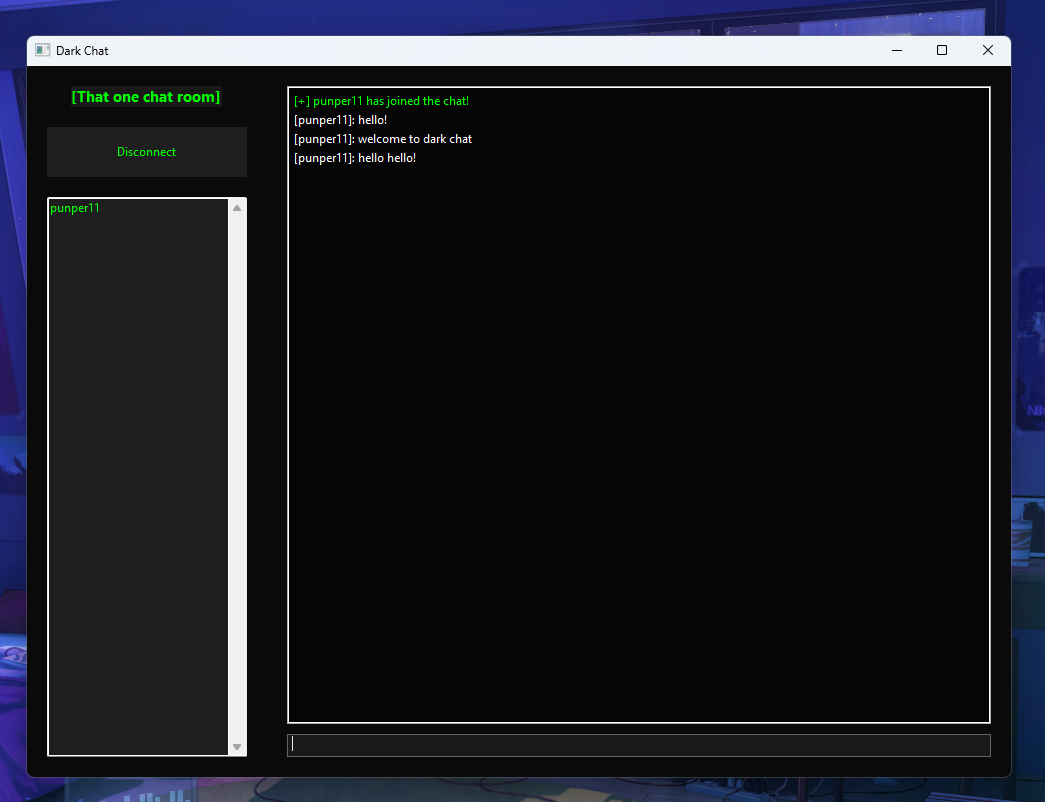 Dark Chat
[That one chat room]
Disconnect
punper11
[+] punper11 has joined the chat!
[punper11]: hello!
[punper11]: welcome to dark chat
[punper11]: hello hello!